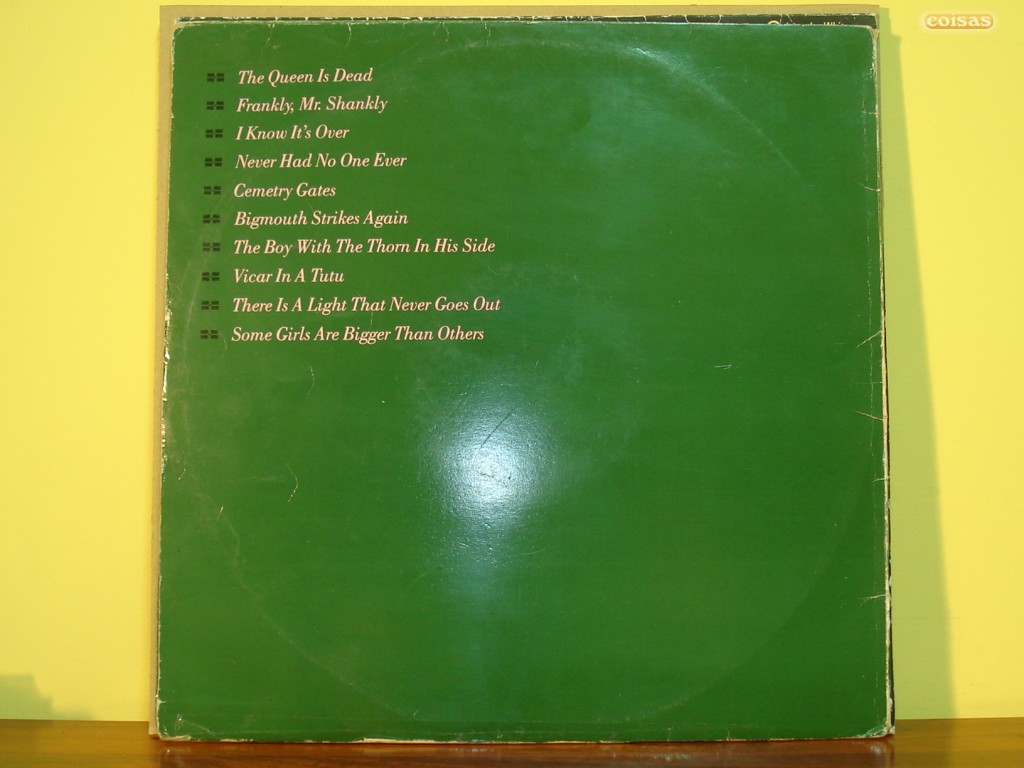 coisas
The Queen Is Dead
Frankly, Mr. Shankly
I Know It's Over
Never Had No One Ever
Cemetry Gates
Bigmouth Strikes Again
The Boy With The Thorn In His Side
Vicar In A Tutu
There Is A Light That Never Goes Out
Some Girls Are Bigger Than Others